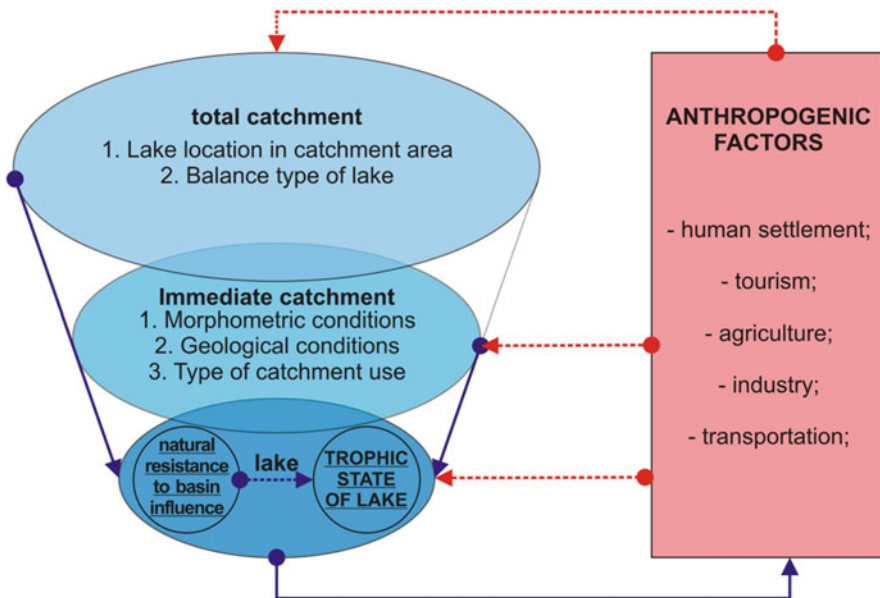 total catchment
1. Lake location in catchment area
2. Balance type of lake
Immediate catchment
1. Morphometric conditions
2. Geological conditions
3. Type of catchment use
natural
resistance
to basin
influence
lake
TROPHIC
STATE
OF LAKE
ANTHROPOGENIC
FACTORS
- human settlement;
- tourism;
- agriculture;
- industry;
- transportation;